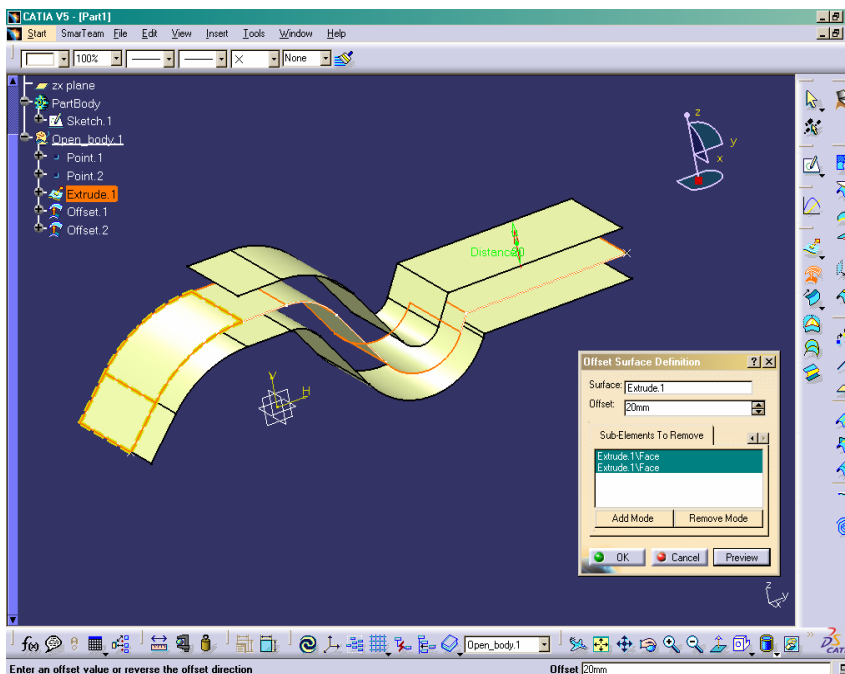 CATIA V5 - [Part1]
Start SmarTeam File Edit View Insert Tools Window Help
100% None
zx plane
PartBody
Sketch.1
Open_body.1
Point.1
Point.2
Extrude.1
Offset.1
Offset.2
z
y
x
Distance
V
H
Offset Surface Definition
Surface: Extrude.1
Offset: 20mm
Sub-Elements To Remove
Extrude.1\Face
Extrude.1\Face
Add Mode Remove Mode
OK Cancel Preview
z
y
x
f(x) Open_body.1
CATIA
Enter an offset value or reverse the offset direction Offset 20mm